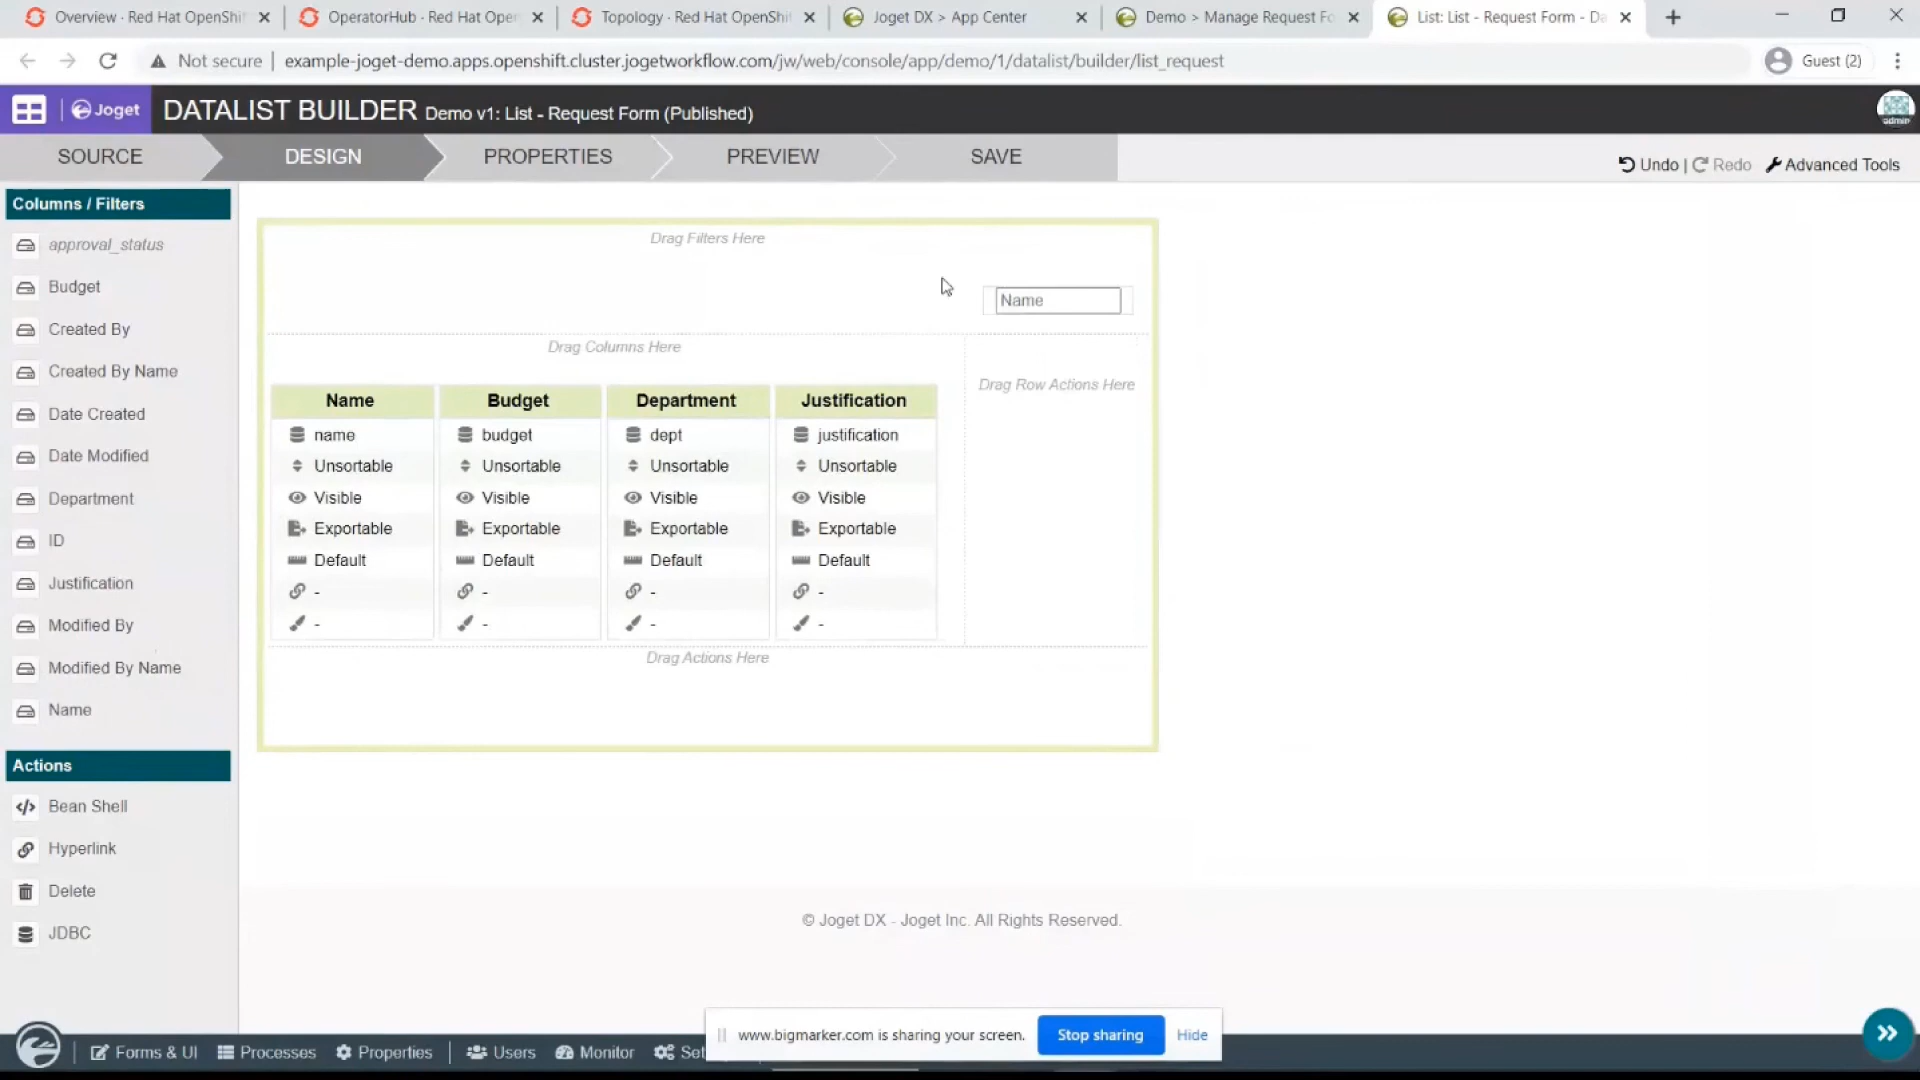 Overview · Red Hat OpenShi
OperatorHub · Red Hat Oper
Topology · Red Hat OpenShi
Joget DX > App Center
Demo > Manage Request Fo
List: List - Request Form - Da
Not secure
example-joget-demo.apps.openshift.cluster.jogetworkflow.com/jw/web/console/app/demo/1/datalist/builder/list_request
Guest (2)
Joget
DATALIST BUILDER Demo v1: List - Request Form (Published)
admin
SOURCE
DESIGN
PROPERTIES
PREVIEW
SAVE
Undo | Redo
Advanced Tools
Columns / Filters
approval_status
Budget
Created By
Created By Name
Date Created
Date Modified
Department
ID
Justification
Modified By
Modified By Name
Name
Actions
Bean Shell
Hyperlink
Delete
JDBC
Drag Filters Here
Name
Drag Columns Here
Drag Row Actions Here
Name
name
Unsortable
Visible
Exportable
Default
-
-
Budget
budget
Unsortable
Visible
Exportable
Default
-
-
Department
dept
Unsortable
Visible
Exportable
Default
-
-
Justification
justification
Unsortable
Visible
Exportable
Default
-
-
Drag Actions Here
© Joget DX - Joget Inc. All Rights Reserved.
www.bigmarker.com is sharing your screen.
Stop sharing
Hide
Forms & UI
Processes
Properties
Users
Monitor
Set